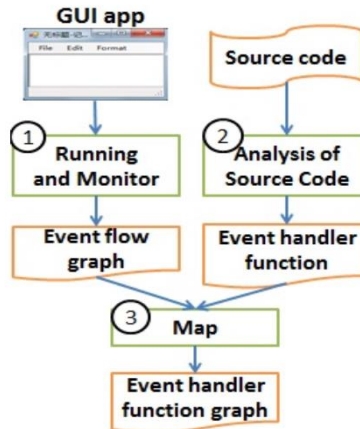 GUI app
File Edit Format
Source code
1
Running
and Monitor
2
Analysis of
Source Code
Event flow
graph
Event handler
function
3
Map
Event handler
function graph